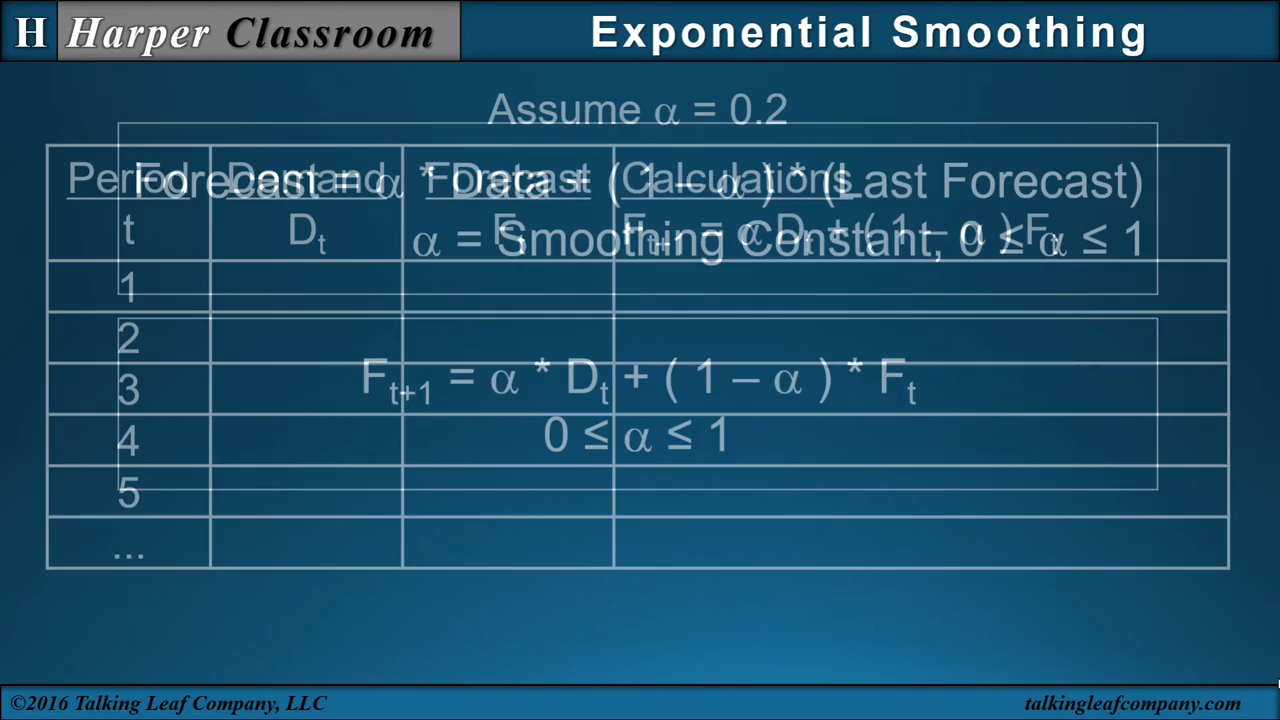 H Harper Classroom
Exponential Smoothing
Assume α = 0.2
Forecast = α * Data + ( 1 – α ) * (Last Forecast)
α = Smoothing Constant, 0 ≤ α ≤ 1
Period Demand Forecast Calculations
t Dt Ft Ft+1 = α Dt + ( 1 – α ) Ft
1
2
3
Ft+1 = α * Dt + ( 1 – α ) * Ft
0 ≤ α ≤ 1
4
5
...
©2016 Talking Leaf Company, LLC
talkingleafcompany.com